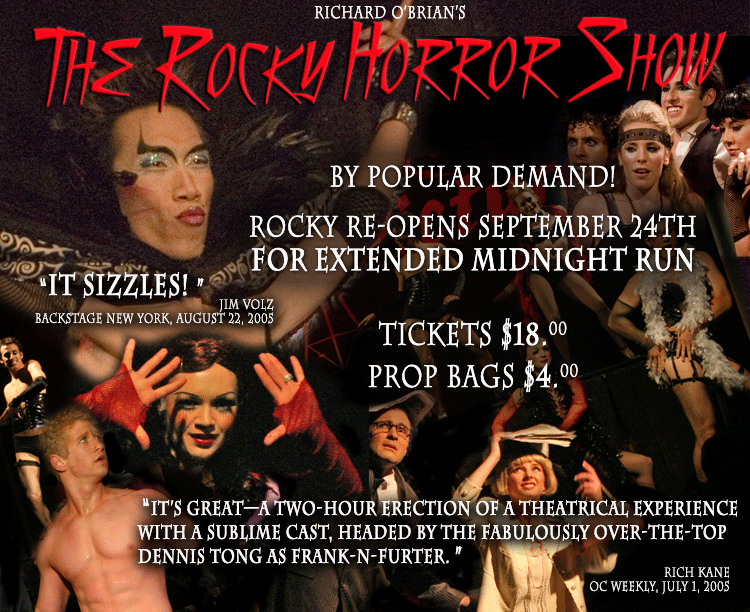 RICHARD O'BRIAN'S
THE ROCKY HORROR SHOW
BY POPULAR DEMAND!
ROCKY RE-OPENS SEPTEMBER 24TH
FOR EXTENDED MIDNIGHT RUN
"IT SIZZLES!"
JIM VOLZ
BACKSTAGE NEW YORK, AUGUST 22, 2005
TICKETS $18.00
PROP BAGS $4.00
"IT'S GREAT—A TWO-HOUR ERECTION OF A THEATRICAL EXPERIENCE
WITH A SUBLIME CAST, HEADED BY THE FABULOUSLY OVER-THE-TOP
DENNIS TONG AS FRANK-N-FURTER."
RICH KANE
OC WEEKLY, JULY 1, 2005